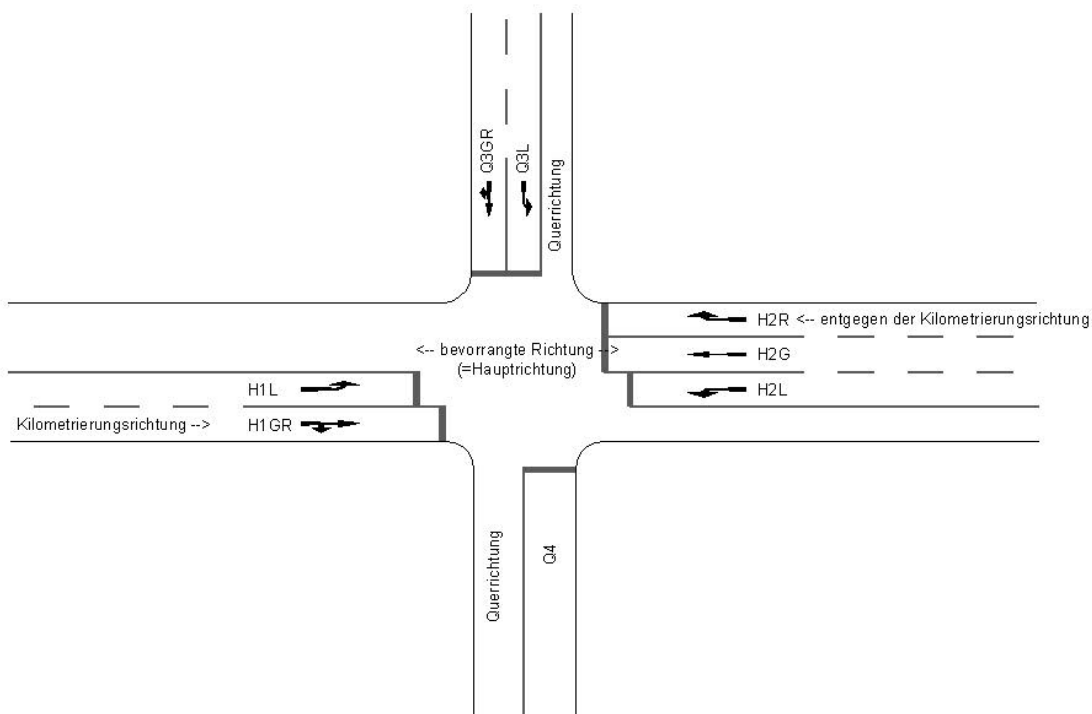 Q3GR
Q3L
Querrichtung
H2R <-- entgegen der Kilometrierungsrichtung
<-- bevorrangte Richtung -->
(=Hauptrichtung)
H2G
H1L
H2L
Kilometrierungsrichtung -->
H1GR
Querrichtung
Q4